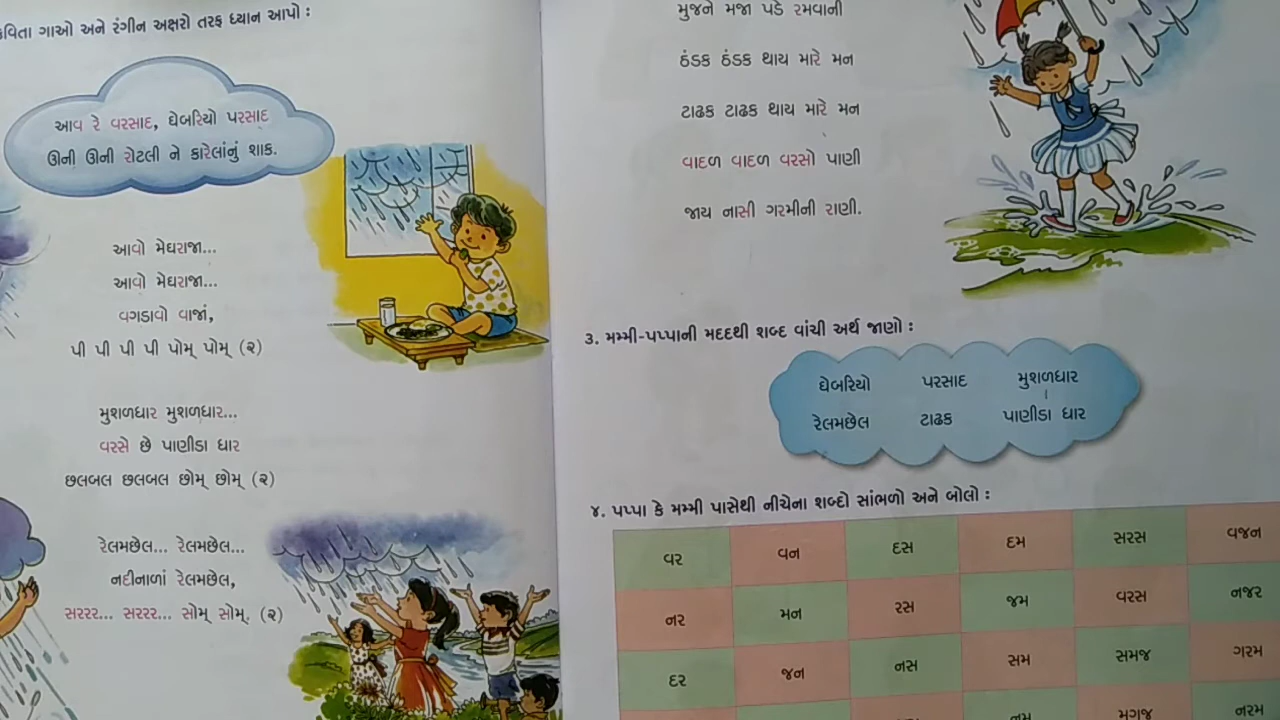 કવિતા ગાઓ અને રંગીન અક્ષરો તરફ ધ્યાન આપો :
આવ રે વરસાદ, ઘેબરિયો પરસાદ
ઊની ઊની રોટલી ને કારેલાંનું શાક.
આવો મેઘરાજા...
આવો મેઘરાજા...
વગડાવો વાજાં,
પી પી પી પી પોમ્ પોમ્ (૨)
મુશળધાર મુશળધાર...
વરસે છે પાણીડા ધાર
છલબલ છલબલ છોમ્ છોમ્ (૨)
રેલમછેલ... રેલમછેલ...
નદીનાળાં રેલમછેલ,
સરરર... સરરર... સોમ્ સોમ્. (૨)
મુજને મજા પડે રમવાની
ઠંડક ઠંડક થાય મારે મન
ટાઢક ટાઢક થાય મારે મન
વાદળ વાદળ વરસો પાણી
જાય નાસી ગરમીની રાણી.
૩. મમ્મી-પપ્પાની મદદથી શબ્દ વાંચી અર્થ જાણો :
ઘેબરિયો પરસાદ મુશળધાર
રેલમછેલ ટાઢક પાણીડા ધાર
૪. પપ્પા કે મમ્મી પાસેથી નીચેના શબ્દો સાંભળો અને બોલો :
વર વન દસ દમ સરસ વજન
નર મન રસ જમ વરસ નજર
દર જન નસ સમ સમજ ગરમ
નમ મગજ નરમ